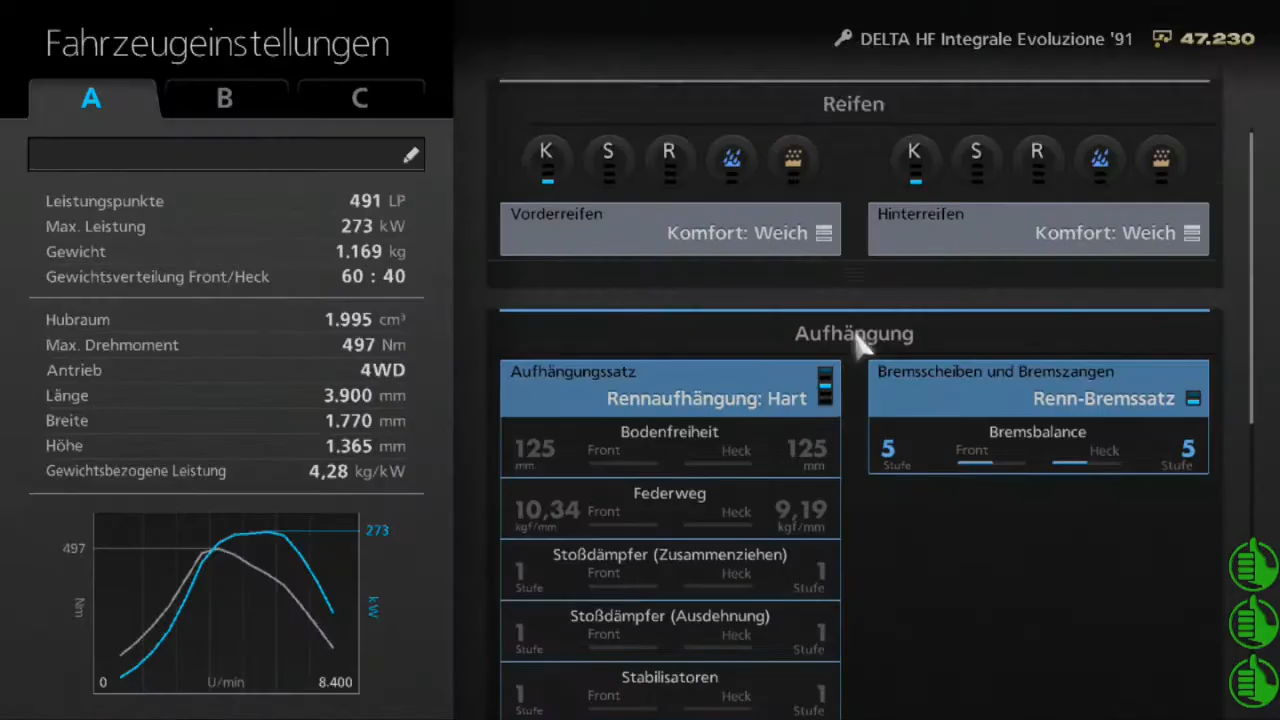 Fahrzeugeinstellungen
DELTA HF Integrale Evoluzione '91 47.230
A B C
Leistungspunkte 491 LP
Max. Leistung 273 kW
Gewicht 1.169 kg
Gewichtsverteilung Front/Heck 60 : 40
Hubraum 1.995 cm³
Max. Drehmoment 497 Nm
Antrieb 4WD
Länge 3.900 mm
Breite 1.770 mm
Höhe 1.365 mm
Gewichtsbezogene Leistung 4,28 kg/kW
273
497
Nm kW
0 U/min 8.400
Reifen
K S R K S R
Vorderreifen Hinterreifen
Komfort: Weich Komfort: Weich
Aufhängung
Aufhängungssatz
Rennaufhängung: Hart
Bodenfreiheit
125 Front Heck 125
mm mm
Federweg
10,34 Front Heck 9,19
kgf/mm kgf/mm
Stoßdämpfer (Zusammenziehen)
1 Front Heck 1
Stufe Stufe
Stoßdämpfer (Ausdehnung)
1 Front Heck 1
Stufe Stufe
Stabilisatoren
1 Front Heck 1
Stufe Stufe
Bremsscheiben und Bremszangen
Renn-Bremssatz
Bremsbalance
5 Front Heck 5
Stufe Stufe